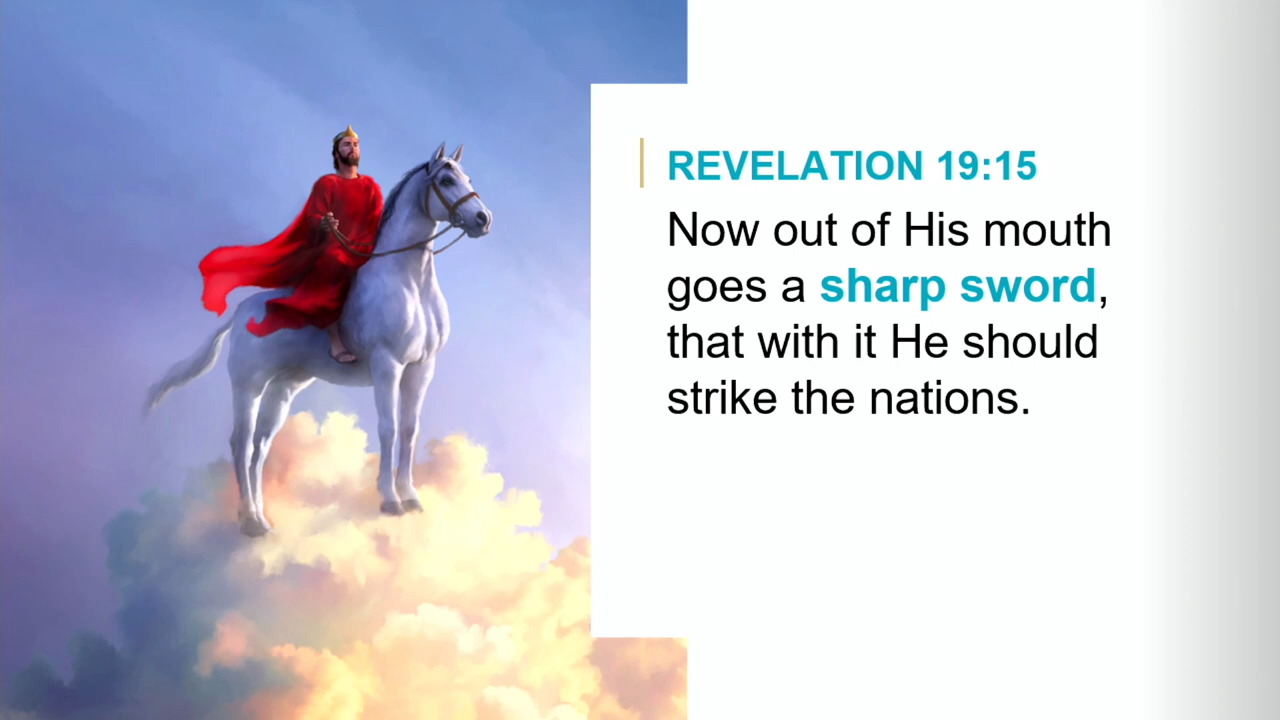 REVELATION 19:15
Now out of His mouth
goes a sharp sword,
that with it He should
strike the nations.